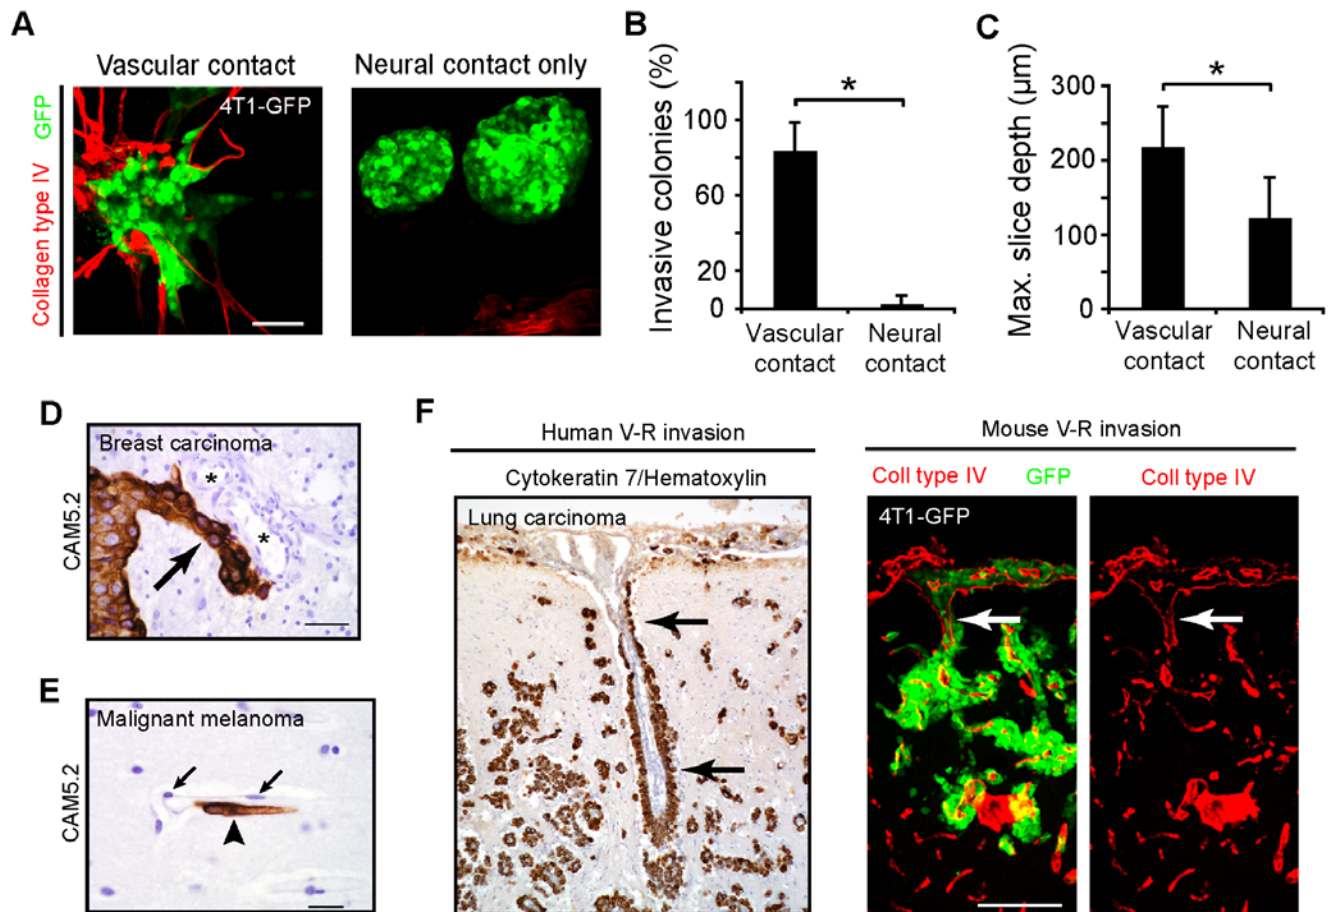 A
Vascular contact
Neural contact only
Collagen type IV GFP
4T1-GFP
B
Invasive colonies (%)
100
60
20
0
*
Vascular contact
Neural contact
C
Max. slice depth (µm)
300
200
100
0
*
Vascular contact
Neural contact
D
Breast carcinoma
CAM5.2
*
*
E
Malignant melanoma
CAM5.2
F
Human V-R invasion
Cytokeratin 7/Hematoxylin
Lung carcinoma
Mouse V-R invasion
Coll type IV GFP
Coll type IV
4T1-GFP